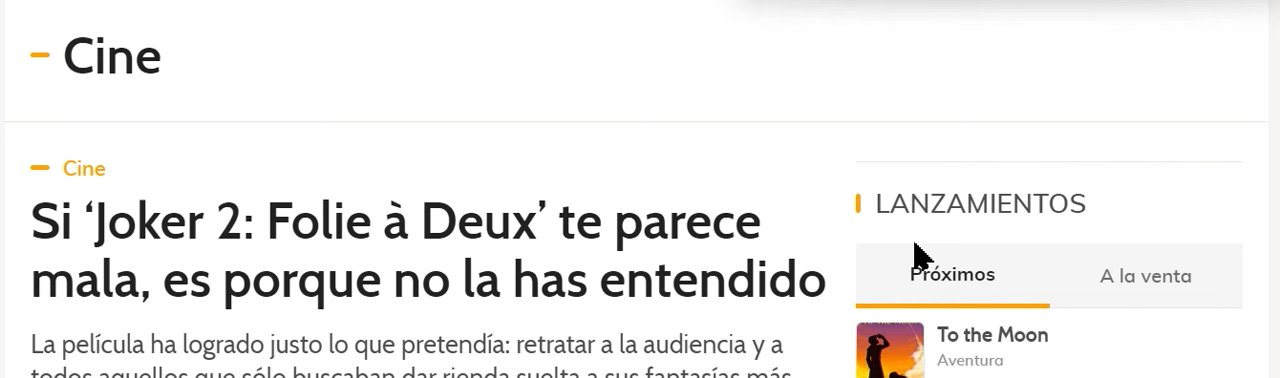 Cine
Cine
Si ‘Joker 2: Folie à Deux’ te parece
mala, es porque no la has entendido
La película ha logrado justo lo que pretendía: retratar a la audiencia y a
todos aquellos que sólo buscaban dar rienda suelta a sus fantasías más
LANZAMIENTOS
Próximos
A la venta
To the Moon
Aventura